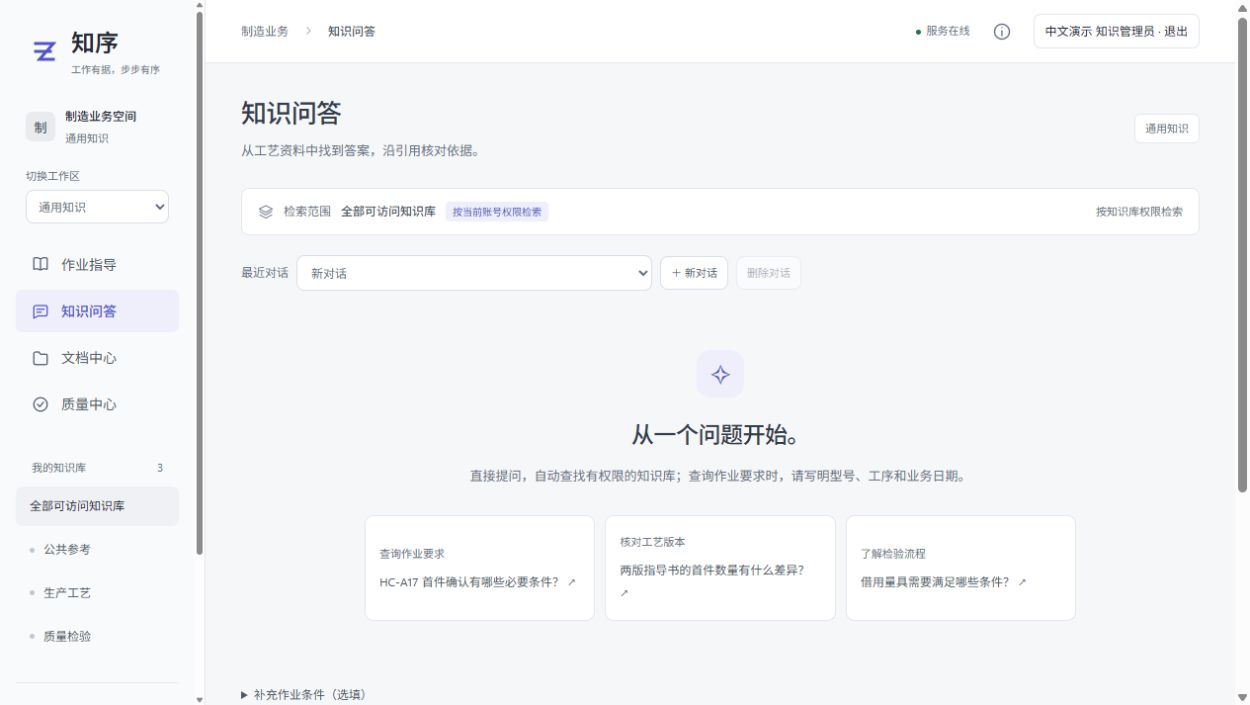 知序
工作有据，步步有序
制
制造业务空间
通用知识
切换工作区
通用知识
作业指导
知识问答
文档中心
质量中心
我的知识库 3
全部可访问知识库
公共参考
生产工艺
质量检验
制造业务 > 知识问答
服务在线
中文演示 知识管理员 · 退出
知识问答
从工艺资料中找到答案，沿引用核对依据。
通用知识
检索范围 全部可访问知识库 按当前账号权限检索
按知识库权限检索
最近对话 新对话 + 新对话 删除对话
从一个问题开始。
直接提问，自动查找有权限的知识库；查询作业要求时，请写明型号、工序和业务日期。
查询作业要求
HC-A17 首件确认有哪些必要条件？ ↗
核对工艺版本
两版指导书的首件数量有什么差异？
↗
了解检验流程
借用量具需要满足哪些条件？ ↗
▶ 补充作业条件（选填）